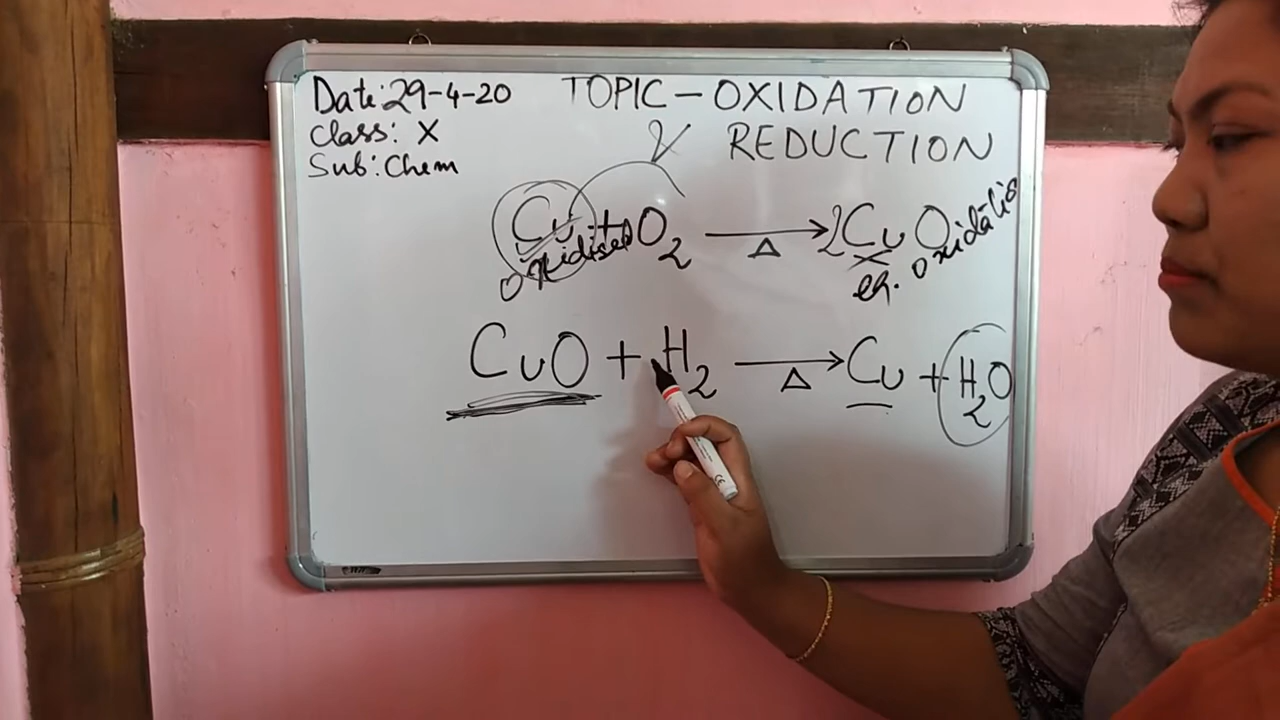 Date: 29-4-20
TOPIC - OXIDATION
Class: X
REDUCTION
Sub: Chem
Cu + O2 → 2CuO
Δ
Oxidised
eg. Oxidatio
CuO + H2 → Cu + H2O
Δ